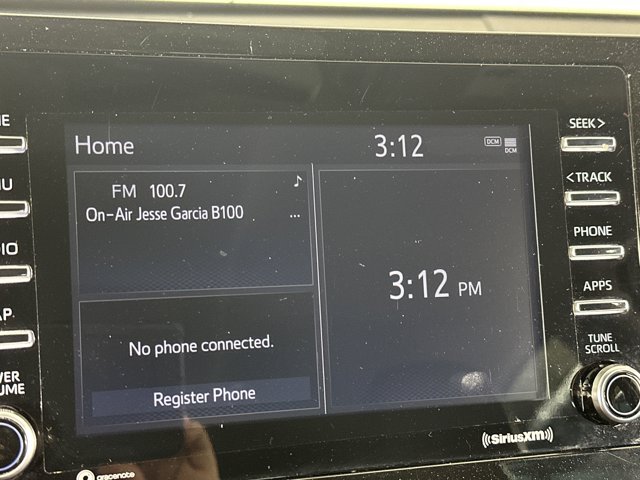 Home
3:12
DCM
DCM
FM 100.7
On-Air Jesse Garcia B100
...
3:12 PM
No phone connected.
Register Phone
SEEK >
< TRACK
PHONE
APPS
TUNE
SCROLL
((SiriusXM))
gracenote